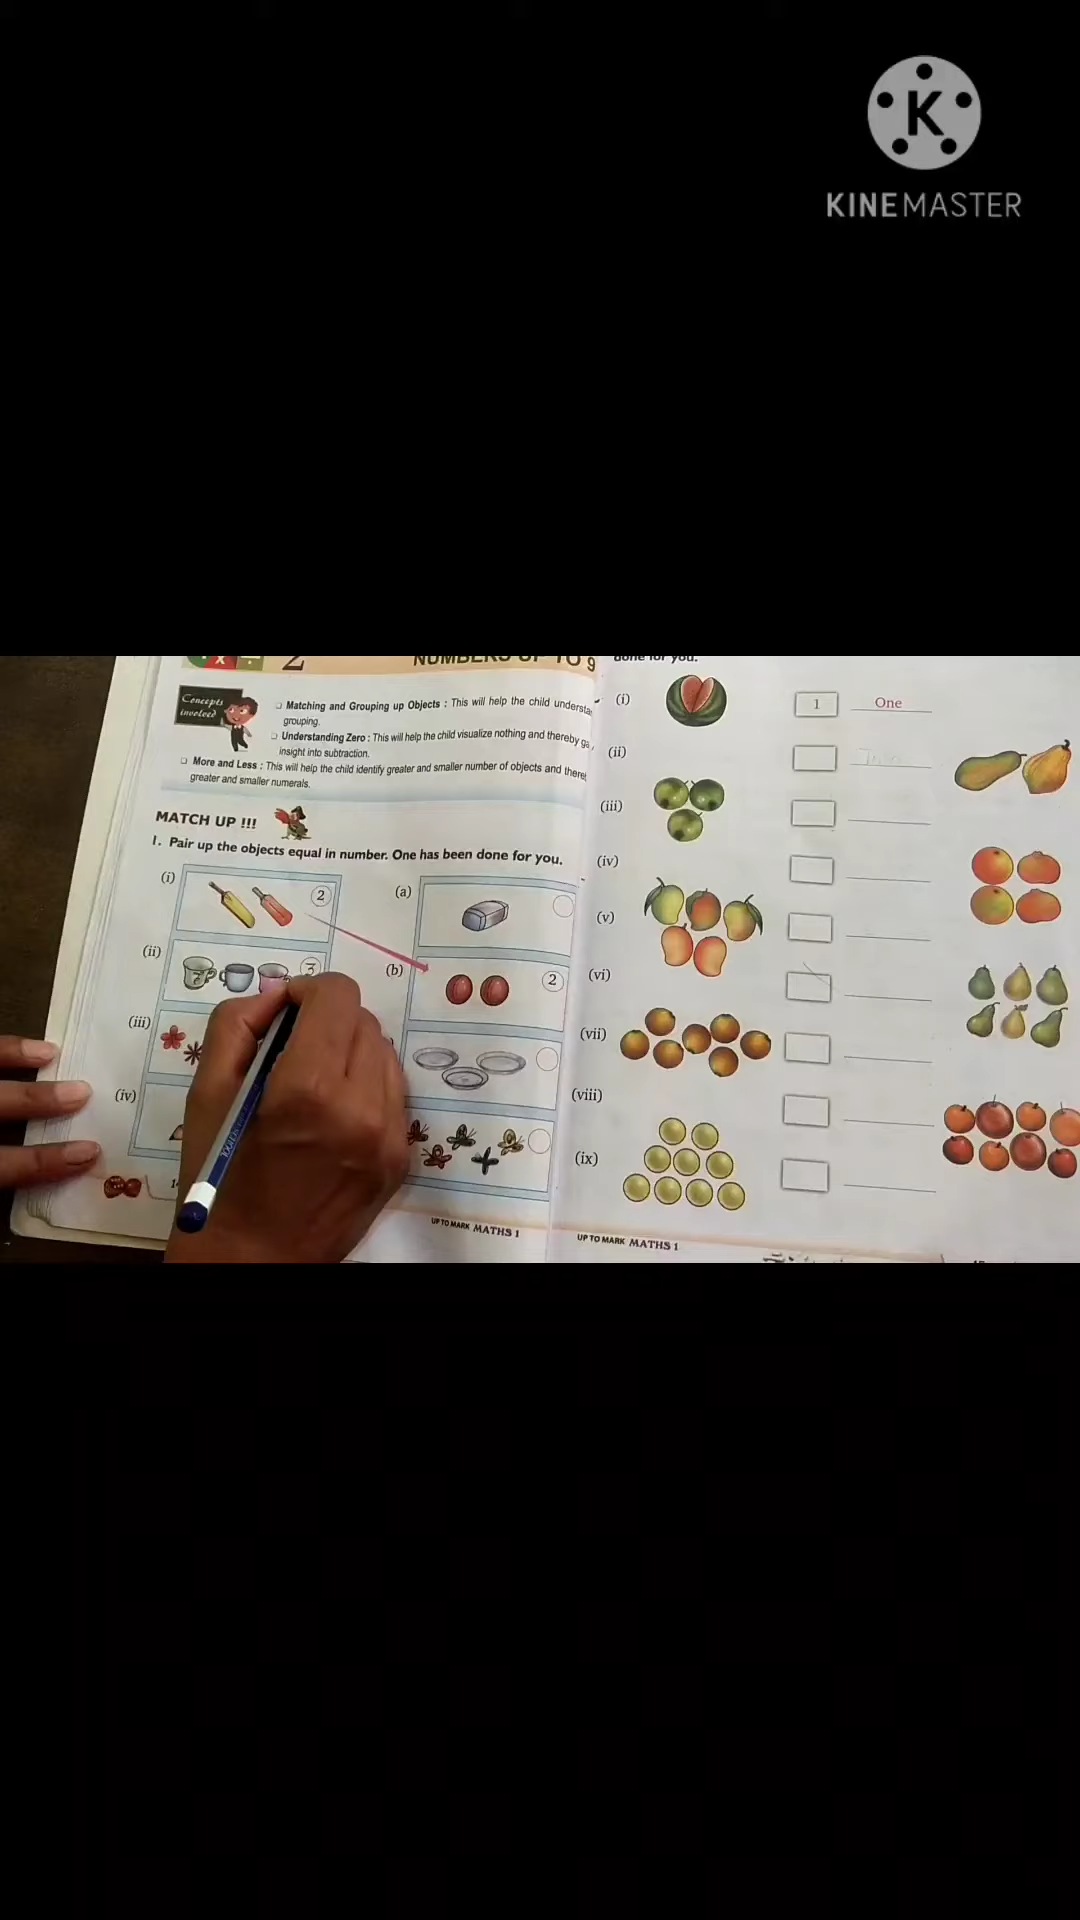 K
KINEMASTER
2
NUMBERS UP TO 9
Concepts involved
❑ Matching and Grouping up Objects : This will help the child understa
grouping.
❑ Understanding Zero : This will help the child visualize nothing and thereby ga
insight into subtraction.
❑ More and Less : This will help the child identify greater and smaller number of objects and there
greater and smaller numerals.
MATCH UP !!!
1. Pair up the objects equal in number. One has been done for you.
(i) 2
(a)
(ii) 3
(b) 2
(iii)
(iv)
UP TO MARK MATHS 1
done for you.
(i) 1 One
(ii)
(iii)
(iv)
(v)
(vi)
(vii)
(viii)
(ix)
UP TO MARK MATHS 1